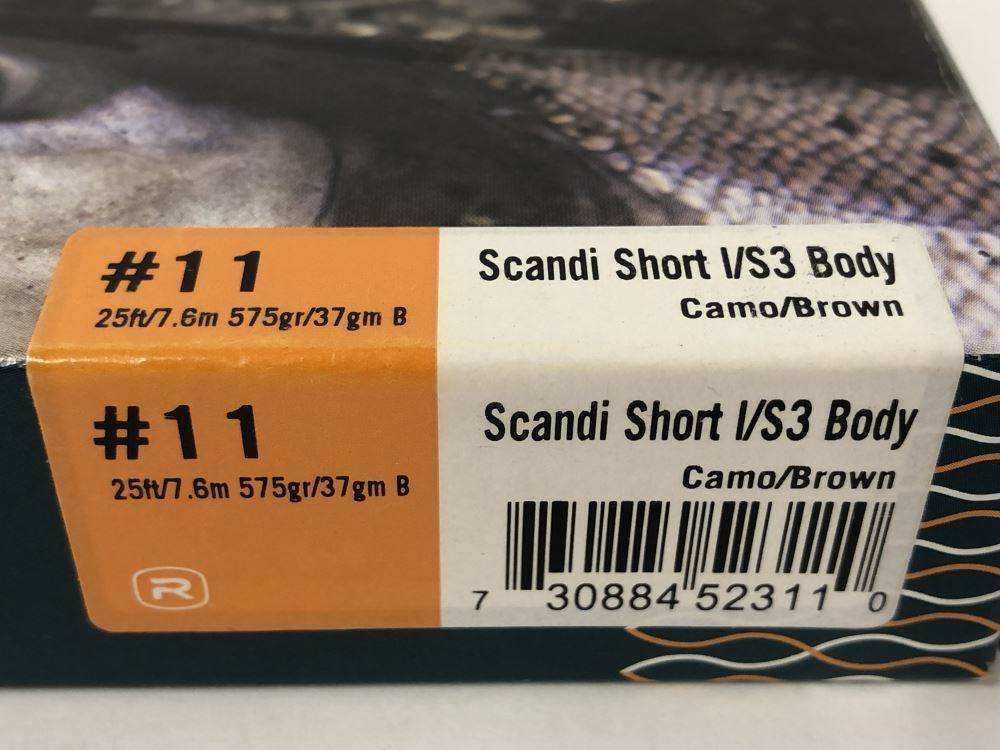 #11
25ft/7.6m 575gr/37gm B
Scandi Short I/S3 Body
Camo/Brown
#11
25ft/7.6m 575gr/37gm B
R
Scandi Short I/S3 Body
Camo/Brown
7 30884 52311 0